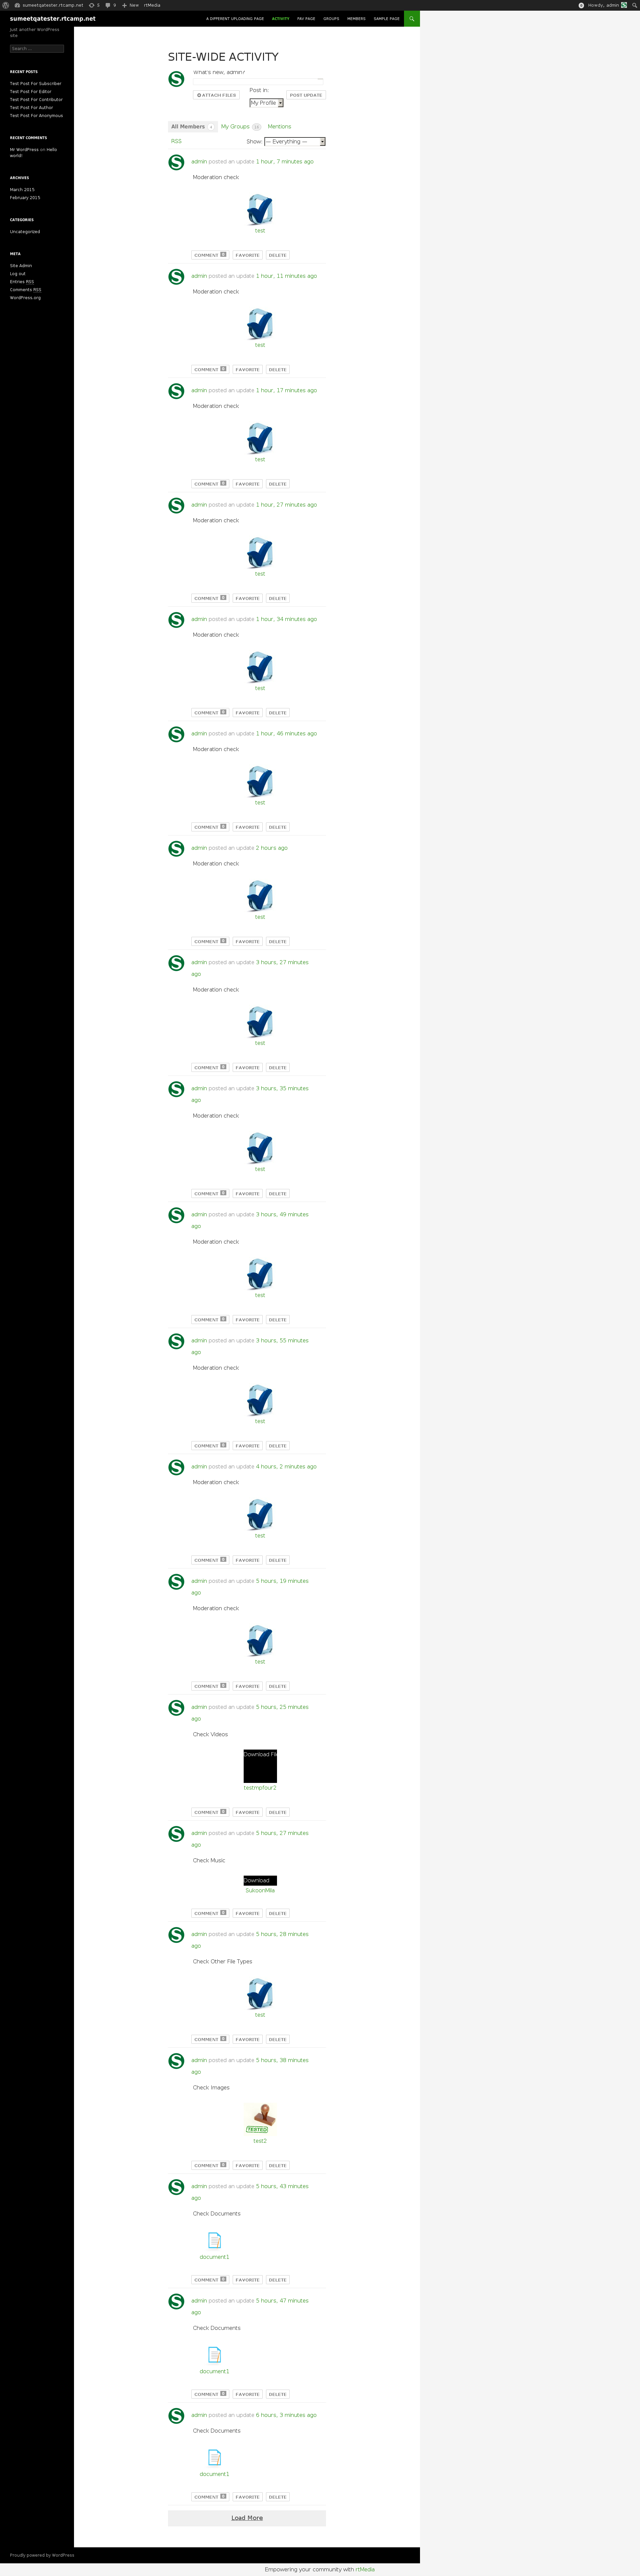 sumeetqatester.rtcamp.net
8
9
New
rtMedia
Howdy, admin
sumeetqatester.rtcamp.net
A DIFFERENT UPLOADING PAGE
ACTIVITY
FAV PAGE
GROUPS
MEMBERS
SAMPLE PAGE
Just another WordPress
site
Search …
RECENT POSTS
Test Post For Subscriber
Test Post For Editor
Test Post For Contributor
Test Post For Author
Test Post For Anonymous
RECENT COMMENTS
Mr WordPress on Hello
world!
ARCHIVES
March 2015
February 2015
CATEGORIES
Uncategorized
META
Site Admin
Log out
Entries RSS
Comments RSS
WordPress.org
SITE-WIDE ACTIVITY
What's new, admin?
ATTACH FILES
Post in:
My Profile
POST UPDATE
All Members
My Groups
Mentions
RSS
Show: — Everything —
admin posted an update 1 hour, 7 minutes ago
Moderation check
test
COMMENT 0 FAVORITE DELETE
admin posted an update 1 hour, 11 minutes ago
Moderation check
test
COMMENT 0 FAVORITE DELETE
admin posted an update 1 hour, 17 minutes ago
Moderation check
test
COMMENT 0 FAVORITE DELETE
admin posted an update 1 hour, 27 minutes ago
Moderation check
test
COMMENT 0 FAVORITE DELETE
admin posted an update 1 hour, 34 minutes ago
Moderation check
test
COMMENT 0 FAVORITE DELETE
admin posted an update 1 hour, 46 minutes ago
Moderation check
test
COMMENT 0 FAVORITE DELETE
admin posted an update 2 hours ago
Moderation check
test
COMMENT 0 FAVORITE DELETE
admin posted an update 3 hours, 27 minutes
ago
Moderation check
test
COMMENT 0 FAVORITE DELETE
admin posted an update 3 hours, 35 minutes
ago
Moderation check
test
COMMENT 0 FAVORITE DELETE
admin posted an update 3 hours, 49 minutes
ago
Moderation check
test
COMMENT 0 FAVORITE DELETE
admin posted an update 3 hours, 55 minutes
ago
Moderation check
test
COMMENT 0 FAVORITE DELETE
admin posted an update 4 hours, 2 minutes ago
Moderation check
test
COMMENT 0 FAVORITE DELETE
admin posted an update 5 hours, 19 minutes
ago
Moderation check
test
COMMENT 0 FAVORITE DELETE
admin posted an update 5 hours, 25 minutes
ago
Check Videos
Download File
testmpfour2
COMMENT 0 FAVORITE DELETE
admin posted an update 5 hours, 27 minutes
ago
Check Music
Download
SukoonMila
COMMENT 0 FAVORITE DELETE
admin posted an update 5 hours, 28 minutes
ago
Check Other File Types
test
COMMENT 0 FAVORITE DELETE
admin posted an update 5 hours, 38 minutes
ago
Check Images
TESTED
test2
COMMENT 0 FAVORITE DELETE
admin posted an update 5 hours, 43 minutes
ago
Check Documents
document1
COMMENT 0 FAVORITE DELETE
admin posted an update 5 hours, 47 minutes
ago
Check Documents
document1
COMMENT 0 FAVORITE DELETE
admin posted an update 6 hours, 3 minutes ago
Check Documents
document1
COMMENT 0 FAVORITE DELETE
Load More
Proudly powered by WordPress
Empowering your community with rtMedia